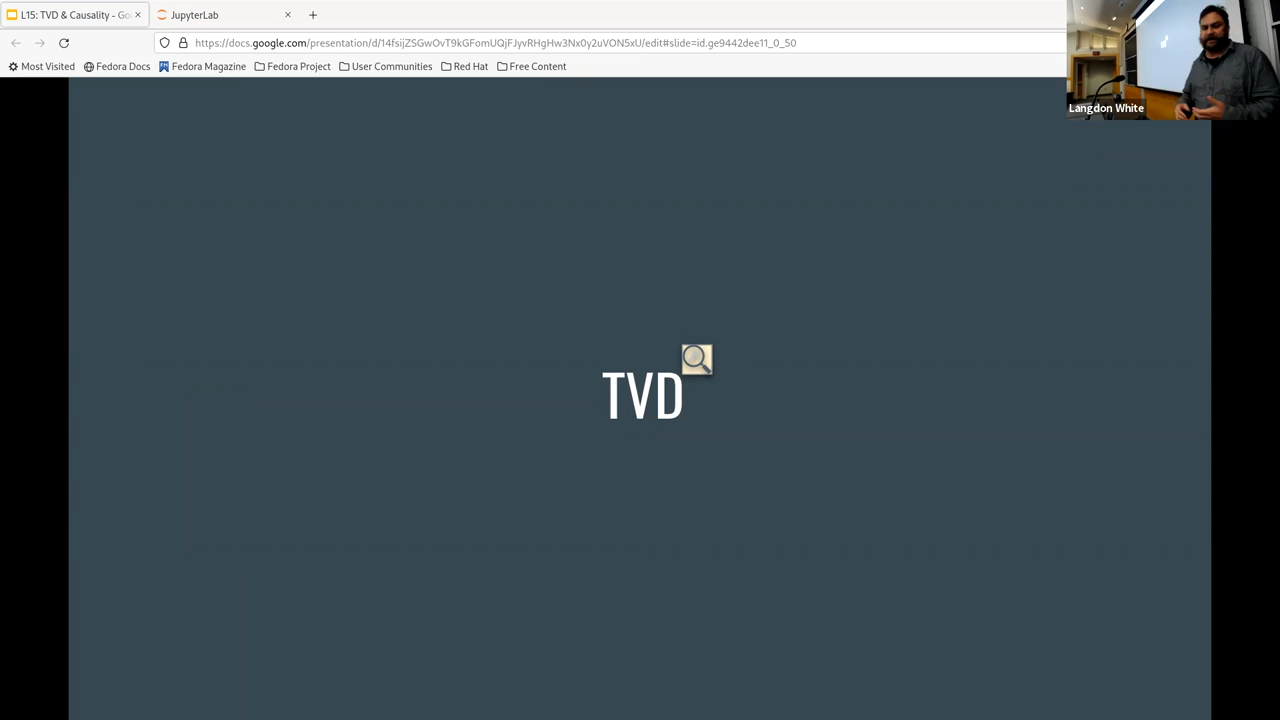 L15: TVD & Causality - Go
JupyterLab
https://docs.google.com/presentation/d/14fsijZSGwOvT9kGFomUQjFJyvRHgHw3Nx0y2uVON5xU/edit#slide=id.ge9442dee11_0_50
Most Visited
Fedora Docs
Fedora Magazine
Fedora Project
User Communities
Red Hat
Free Content
Langdon White
TVD